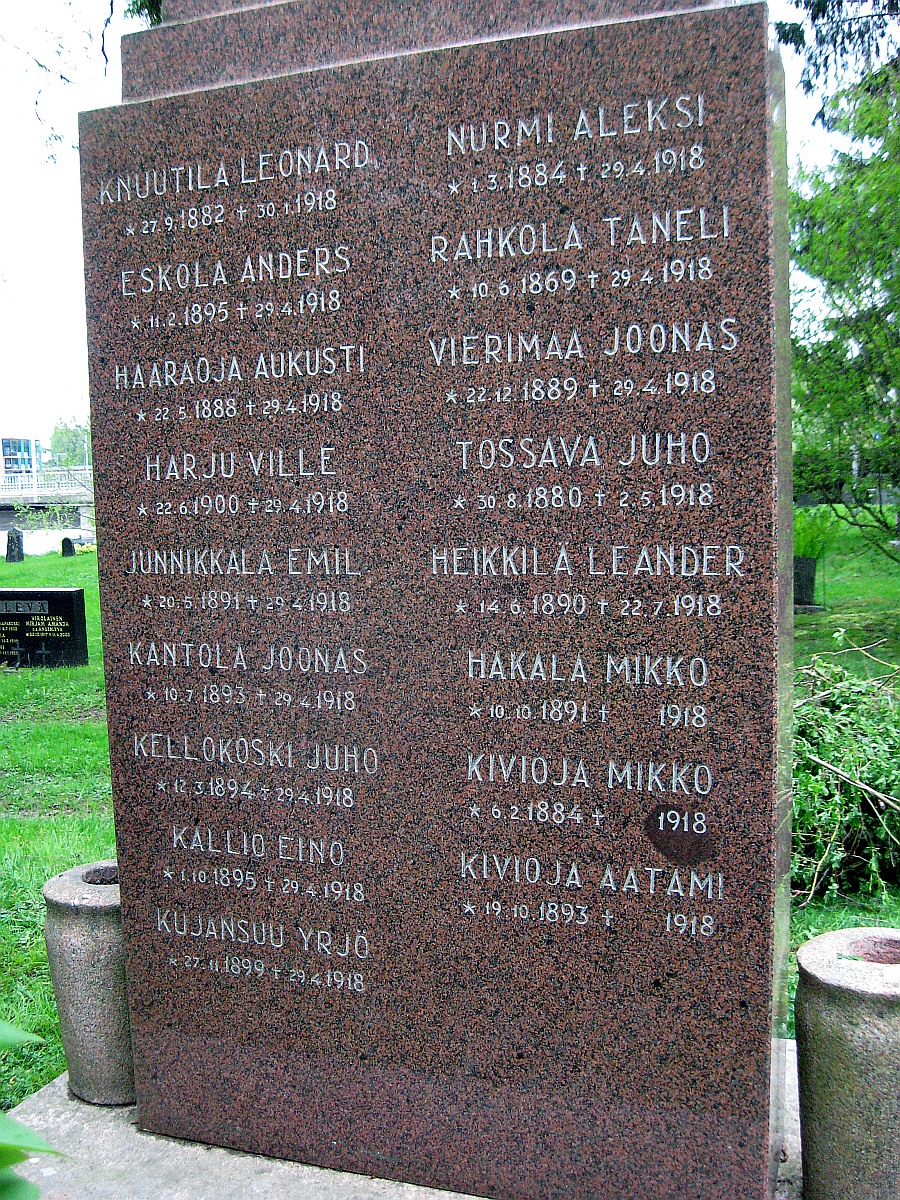 KNUUTILA LEONARD
* 27.9.1882 † 30.1.1918
ESKOLA ANDERS
* 11.2.1895 † 29.4.1918
HAARAOJA AUKUSTI
* 22.5.1888 † 29.4.1918
HARJU VILLE
* 22.6.1900 † 29.4.1918
JUNNIKKALA EMIL
* 20.5.1891 † 29.4.1918
KANTOLA JOONAS
* 10.7.1893 † 29.4.1918
KELLOKOSKI JUHO
* 12.3.1894 † 29.4.1918
KALLIO EINO
* 1.10.1895 † 29.4.1918
KUJANSUU YRJÖ
* 27.11.1899 † 29.4.1918
NURMI ALEKSI
* 1.3.1884 † 29.4.1918
RAHKOLA TANELI
* 10.6.1869 † 29.4.1918
VIERIMAA JOONAS
* 22.12.1889 † 29.4.1918
TOSSAVA JUHO
* 30.8.1880 † 2.5.1918
HEIKKILÄ LEANDER
* 14.6.1890 † 22.7.1918
HAKALA MIKKO
* 10.10.1891 † 1918
KIVIOJA MIKKO
* 6.2.1884 † 1918
KIVIOJA AATAMI
* 19.10.1893 † 1918
LEVÄ
MIRJAM AMANDA